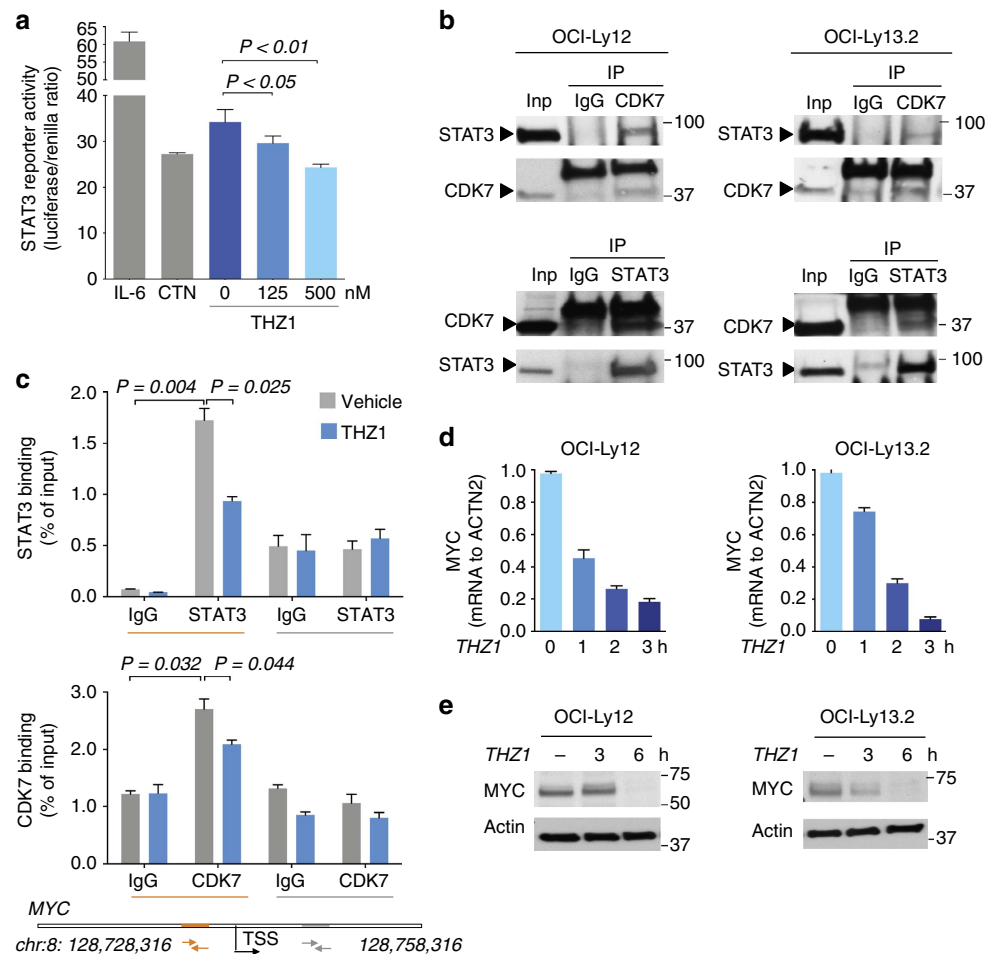 a
STAT3 reporter activity
(luciferase/renilla ratio)
65
60
55
50
40
30
20
10
0
P < 0.01
P < 0.05
IL-6 CTN 0 125 500 nM
THZ1
b
OCI-Ly12
IP
Inp IgG CDK7
STAT3
100
CDK7
37
IP
Inp IgG STAT3
CDK7
37
STAT3
100
OCI-Ly13.2
IP
Inp IgG CDK7
STAT3
100
CDK7
37
IP
Inp IgG STAT3
CDK7
37
STAT3
100
c
P = 0.004 P = 0.025
Vehicle
THZ1
STAT3 binding
(% of input)
2.0
1.5
1.0
0.5
0.0
IgG STAT3 IgG STAT3
P = 0.032 P = 0.044
CDK7 binding
(% of input)
3.0
2.0
1.0
0.0
IgG CDK7 IgG CDK7
MYC
TSS
chr:8: 128,728,316 128,758,316
d
OCI-Ly12
MYC
(mRNA to ACTN2)
1.0
0.8
0.6
0.4
0.2
0.0
THZ1 0 1 2 3 h
OCI-Ly13.2
MYC
(mRNA to ACTN2)
1.0
0.8
0.6
0.4
0.2
0.0
THZ1 0 1 2 3 h
e
OCI-Ly12
THZ1 – 3 6 h
MYC
75
50
Actin
37
OCI-Ly13.2
THZ1 – 3 6 h
MYC
75
Actin
37